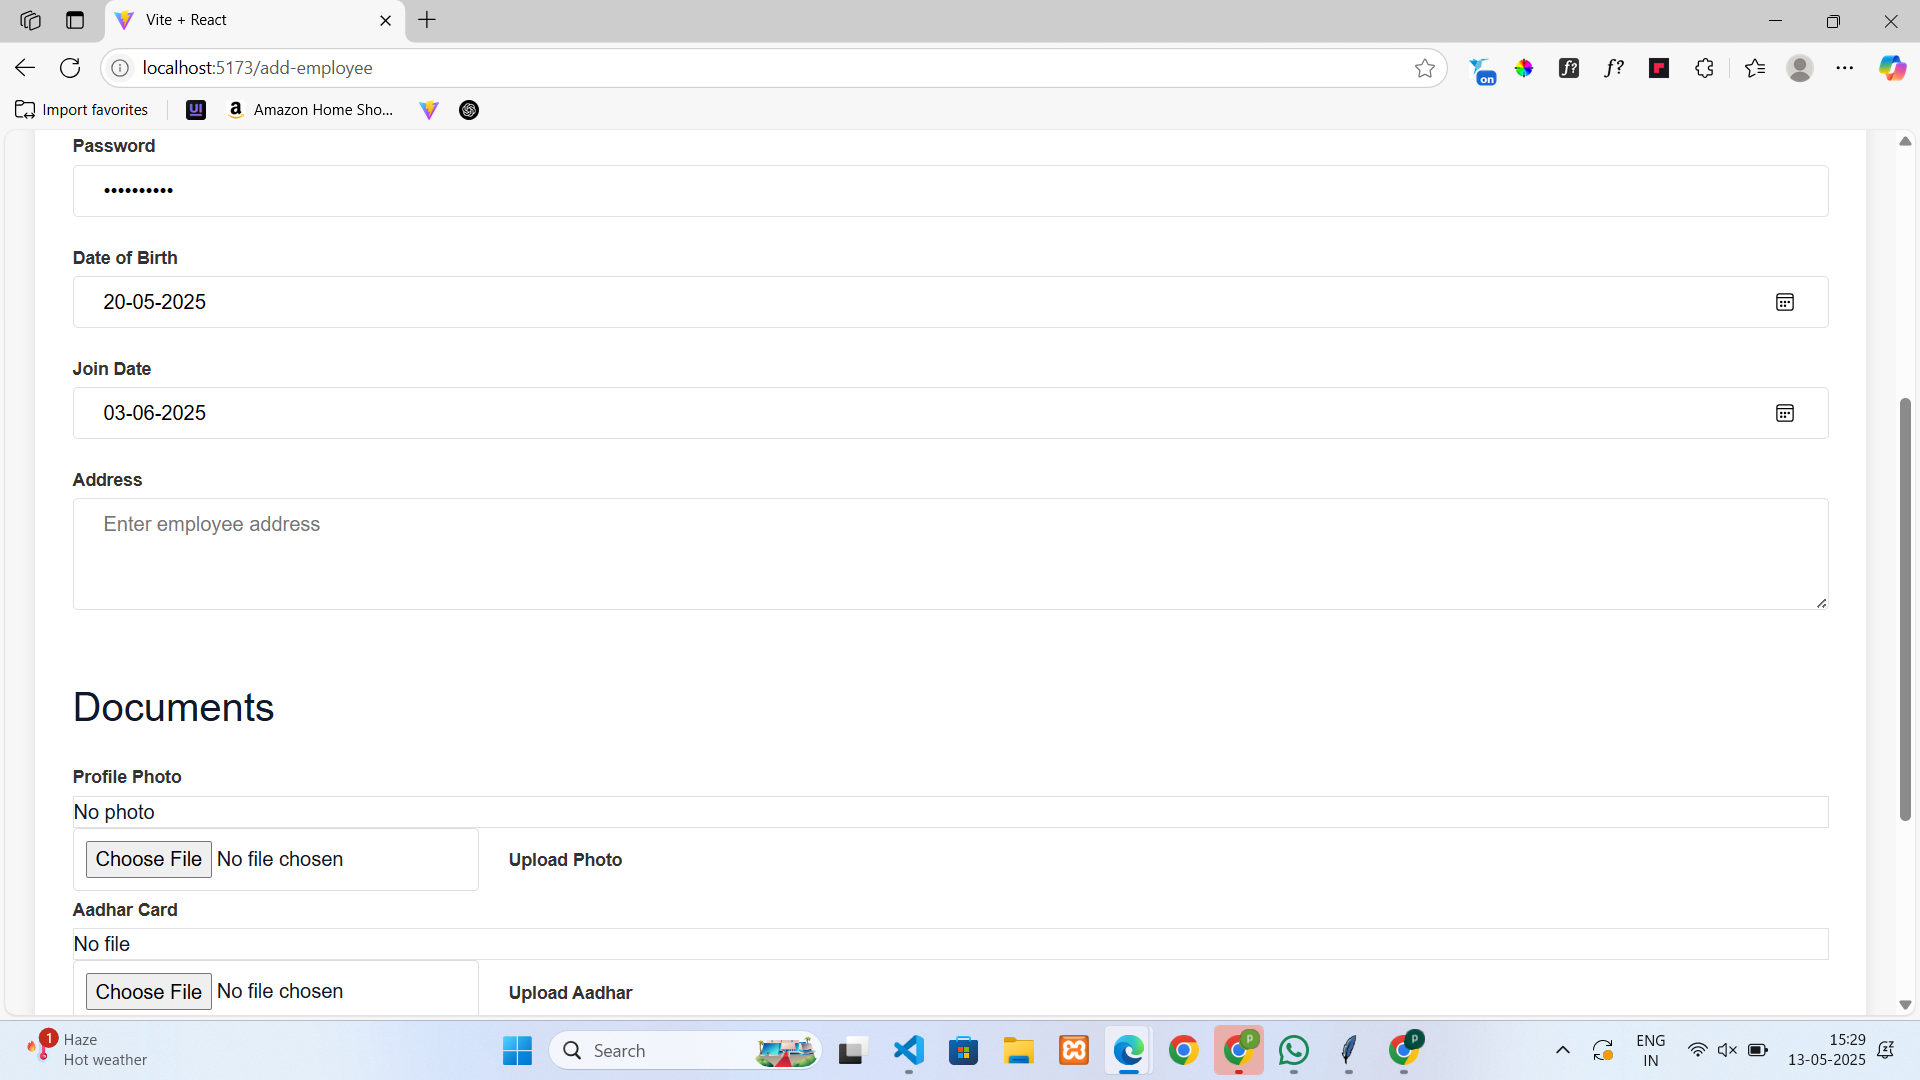 Vite + React
localhost:5173/add-employee
on
f?
f?
Import favorites
UI
a
Amazon Home Sho...
Password
••••••••••
Date of Birth
20-05-2025
Join Date
03-06-2025
Address
Enter employee address
Documents
Profile Photo
No photo
Choose File No file chosen
Upload Photo
Aadhar Card
No file
Choose File No file chosen
Upload Aadhar
1
Haze
Hot weather
Search
P
P
ENG
IN
15:29
13-05-2025